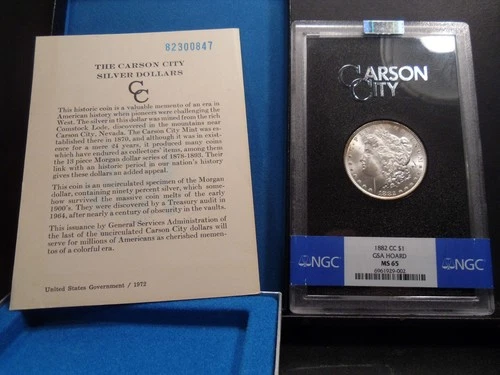 82300847
THE CARSON CITY
SILVER DOLLARS
CC
This historic coin is a valuable memento of an era in
American history when pioneers were challenging the
West. The silver in this dollar was mined from the rich
Comstock Lode, discovered in the mountains near
Carson City, Nevada. The Carson City Mint was es-
tablished there in 1870, and although it was in exist-
ence for a mere 24 years, it produced many coins
which have endured as collectors' items, among them
the 13 piece Morgan dollar series of 1878-1893. Their
link with an historic period in our nation's history
gives these dollars an added appeal.
This coin is an uncirculated specimen of the Morgan
dollar, containing ninety percent silver, which some-
how survived the massive coin melts of the early
1900's. They were discovered by a Treasury audit in
1964, after nearly a century of obscurity in the vaults.
This issuance by General Services Administration of
the last of the uncirculated Carson City dollars will
serve for millions of Americans as cherished memen-
tos of a colorful era.
United States Government / 1972
CARSON
CITY
NGC
1882 CC $1
GSA HOARD
MS 65
6961939-002
NGC